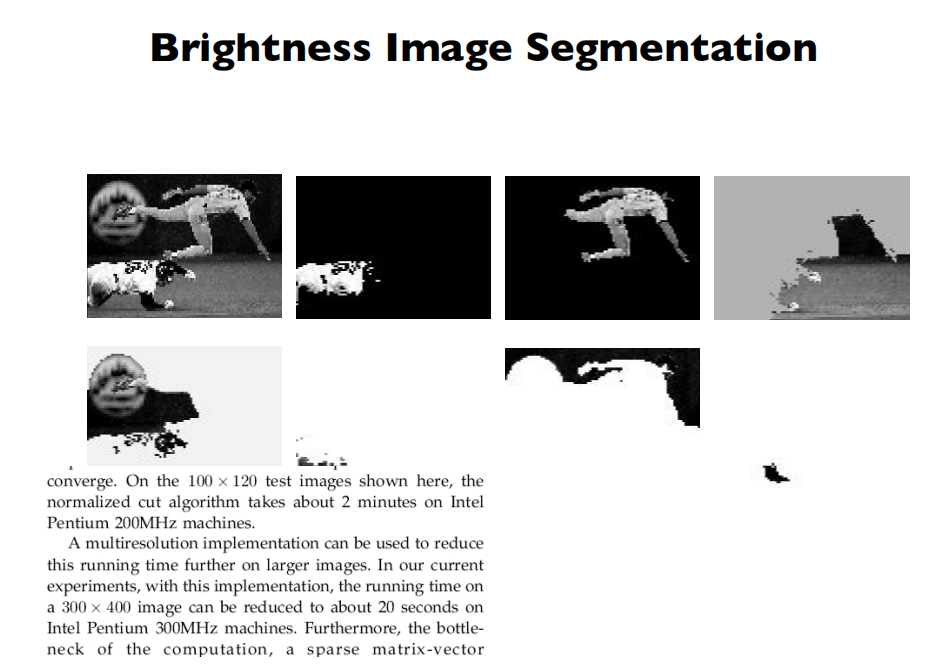 Brightness Image Segmentation
converge. On the 100 × 120 test images shown here, the
normalized cut algorithm takes about 2 minutes on Intel
Pentium 200MHz machines.
A multiresolution implementation can be used to reduce
this running time further on larger images. In our current
experiments, with this implementation, the running time on
a 300 × 400 image can be reduced to about 20 seconds on
Intel Pentium 300MHz machines. Furthermore, the bottle-
neck of the computation, a sparse matrix-vector